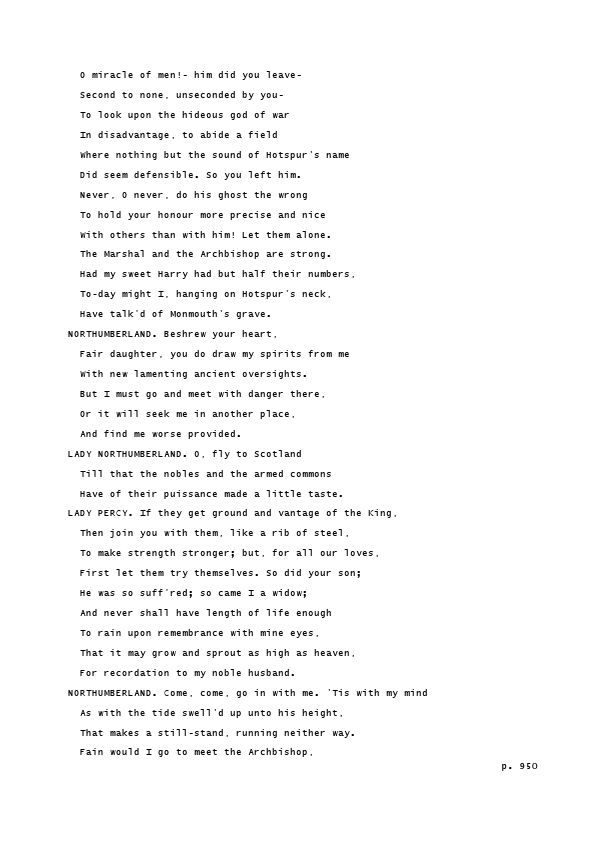 O miracle of men!- him did you leave-
Second to none, unseconded by you-
To look upon the hideous god of war
In disadvantage, to abide a field
Where nothing but the sound of Hotspur's name
Did seem defensible. So you left him.
Never, O never, do his ghost the wrong
To hold your honour more precise and nice
With others than with him! Let them alone.
The Marshal and the Archbishop are strong.
Had my sweet Harry had but half their numbers,
To-day might I, hanging on Hotspur's neck,
Have talk'd of Monmouth's grave.
NORTHUMBERLAND. Beshrew your heart,
Fair daughter, you do draw my spirits from me
With new lamenting ancient oversights.
But I must go and meet with danger there,
Or it will seek me in another place,
And find me worse provided.
LADY NORTHUMBERLAND. O, fly to Scotland
Till that the nobles and the armed commons
Have of their puissance made a little taste.
LADY PERCY. If they get ground and vantage of the King,
Then join you with them, like a rib of steel,
To make strength stronger; but, for all our loves,
First let them try themselves. So did your son;
He was so suff'red; so came I a widow;
And never shall have length of life enough
To rain upon remembrance with mine eyes,
That it may grow and sprout as high as heaven,
For recordation to my noble husband.
NORTHUMBERLAND. Come, come, go in with me. 'Tis with my mind
As with the tide swell'd up unto his height,
That makes a still-stand, running neither way.
Fain would I go to meet the Archbishop,
p. 950